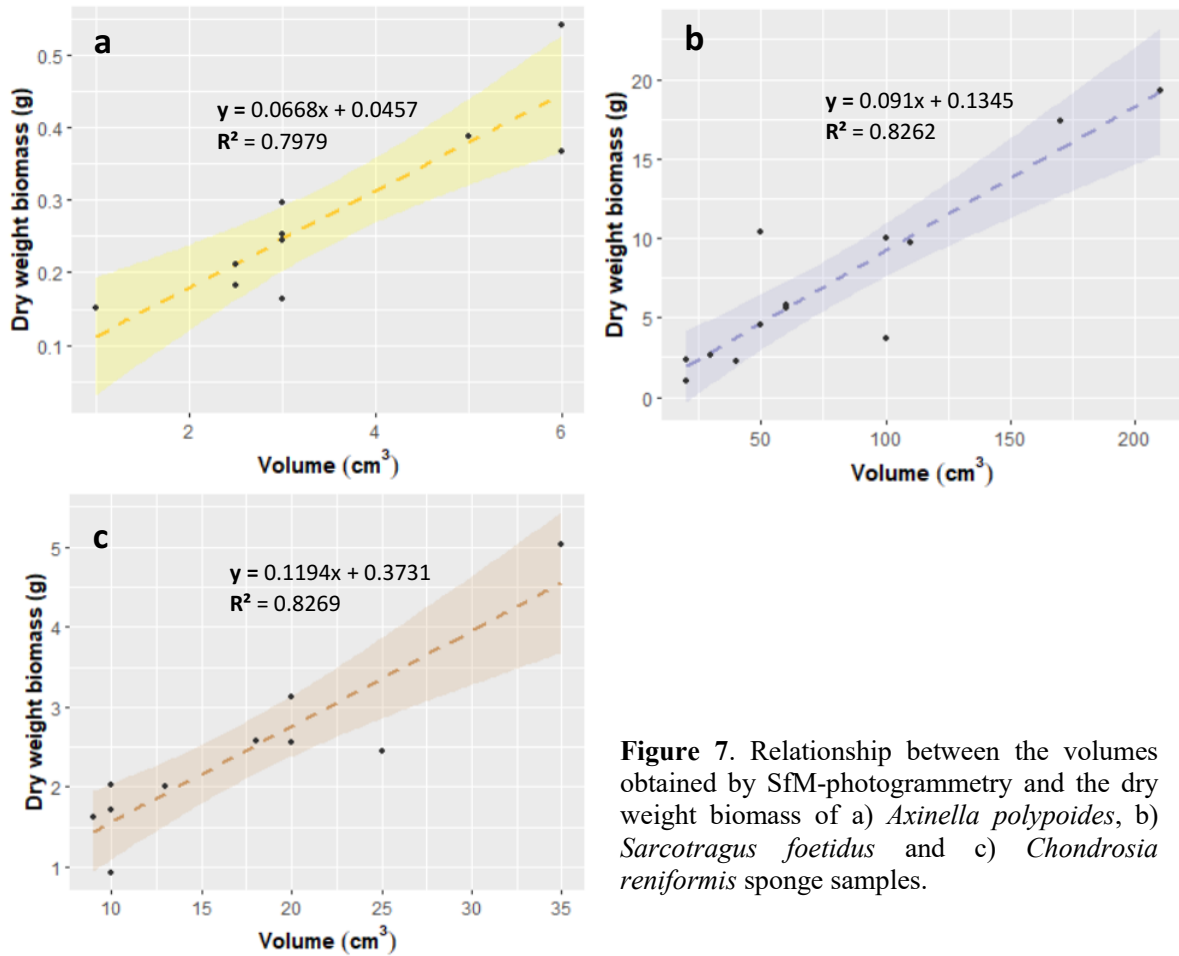 a
y = 0.0668x + 0.0457
R² = 0.7979
Dry weight biomass (g)
0.5
0.4
0.3
0.2
0.1
2 4 6
Volume (cm³)
b
y = 0.091x + 0.1345
R² = 0.8262
Dry weight biomass (g)
20
15
10
5
0
50 100 150 200
Volume (cm³)
c
y = 0.1194x + 0.3731
R² = 0.8269
Dry weight biomass (g)
5
4
3
2
1
10 15 20 25 30 35
Volume (cm³)
Figure 7. Relationship between the volumes
obtained by SfM-photogrammetry and the dry
weight biomass of a) Axinella polypoides, b)
Sarcotragus foetidus and c) Chondrosia
reniformis sponge samples.